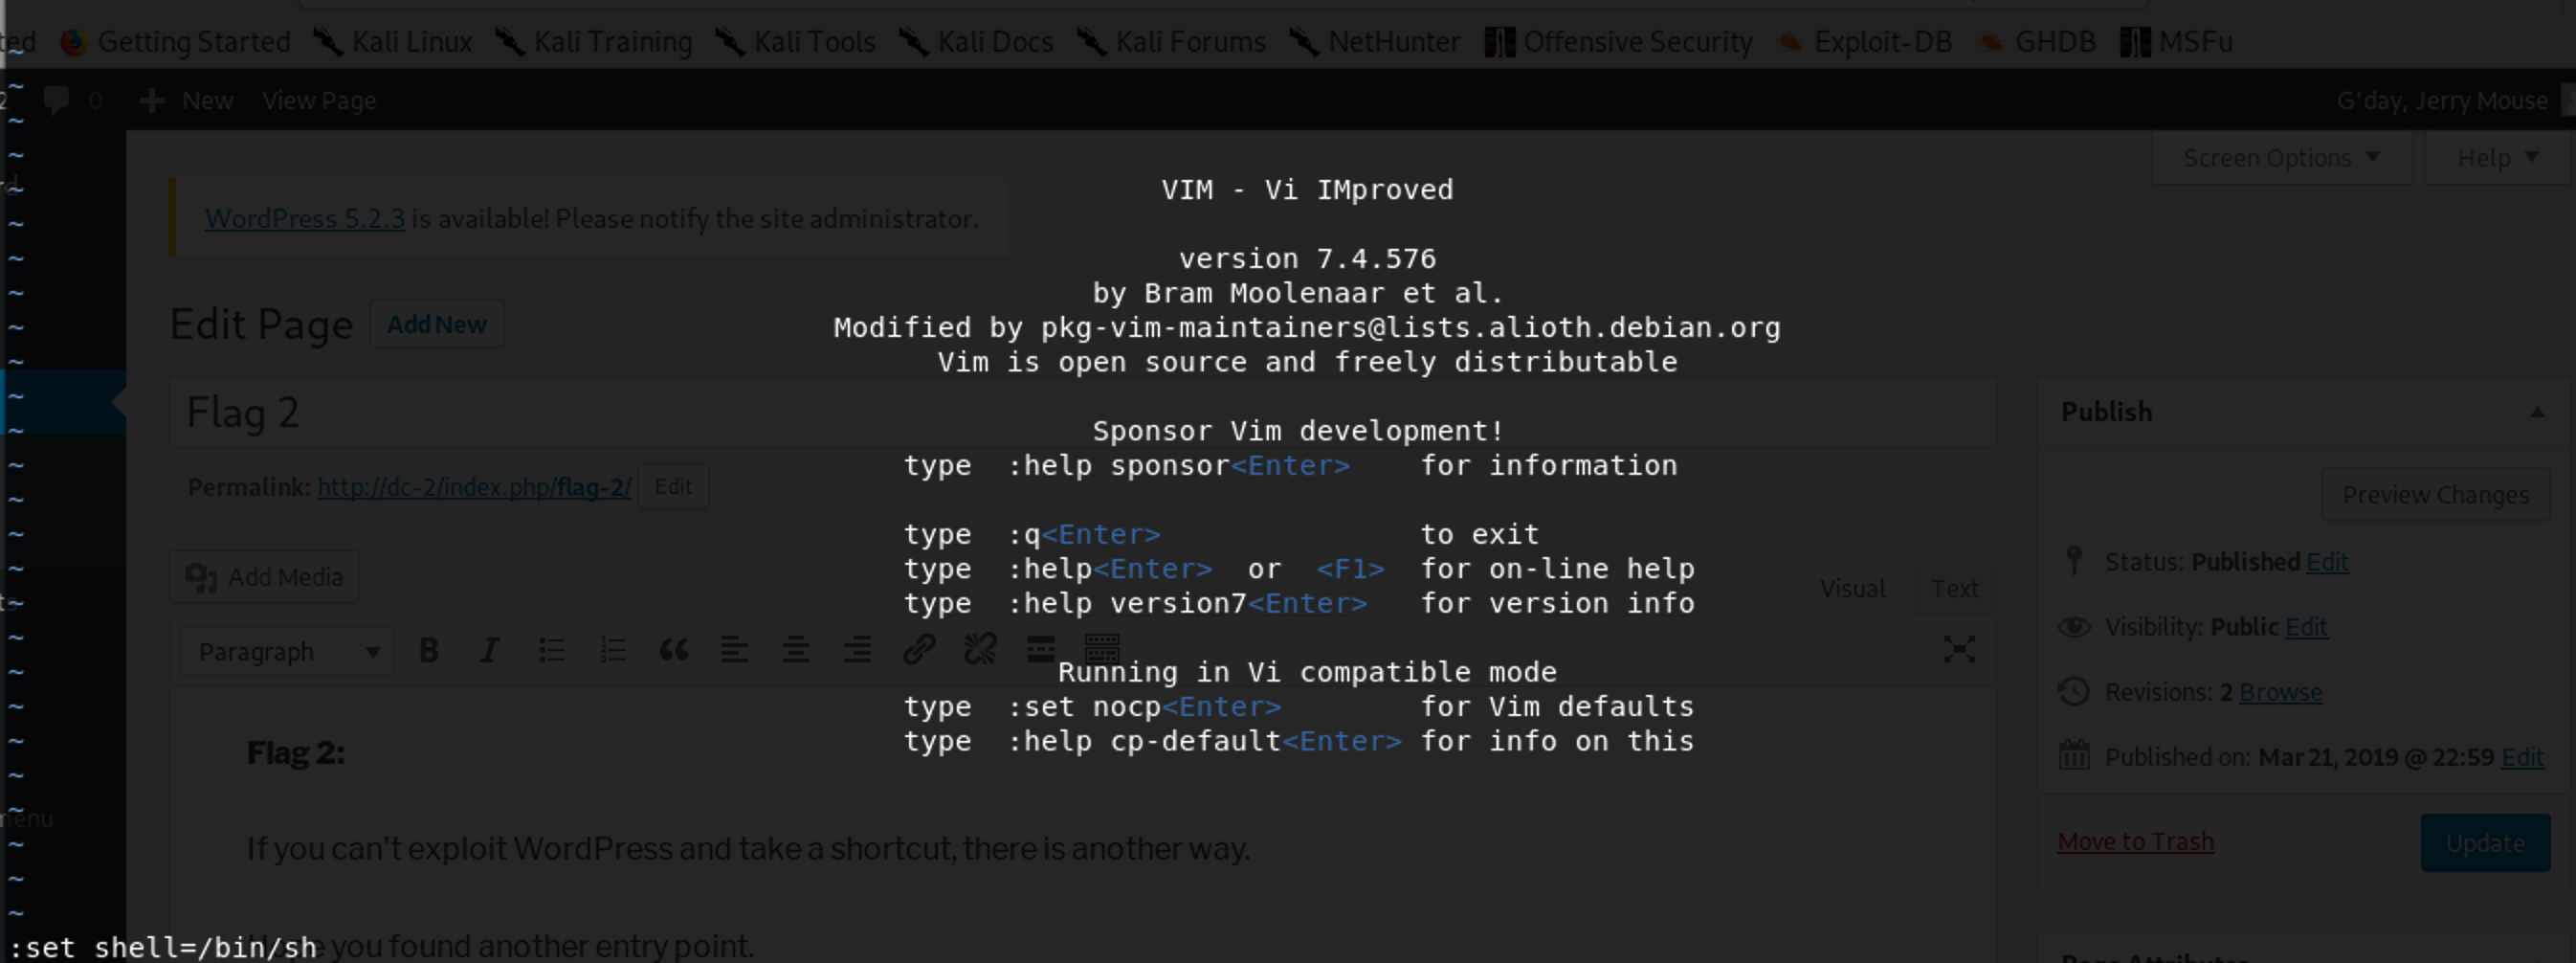 Getting Started Kali Linux Kali Training Kali Tools Kali Docs Kali Forums NetHunter Offensive Security Exploit-DB GHDB MSFu
0 New View Page G'day, Jerry Mouse
Screen Options Help
VIM - Vi IMproved
WordPress 5.2.3 is available! Please notify the site administrator.
version 7.4.576
by Bram Moolenaar et al.
Modified by pkg-vim-maintainers@lists.alioth.debian.org
Vim is open source and freely distributable
Edit Page Add New
Flag 2
Publish
Sponsor Vim development!
type :help sponsor<Enter> for information
Permalink: http://dc-2/index.php/flag-2/ Edit
Preview Changes
type :q<Enter> to exit
type :help<Enter> or <F1> for on-line help
type :help version7<Enter> for version info
Add Media
Visual Text
Status: Published Edit
Visibility: Public Edit
Paragraph B I
Running in Vi compatible mode
type :set nocp<Enter> for Vim defaults
type :help cp-default<Enter> for info on this
Revisions: 2 Browse
Published on: Mar 21, 2019 @ 22:59 Edit
Flag 2:
If you can't exploit WordPress and take a shortcut, there is another way.
Move to Trash Update
you found another entry point.
:set shell=/bin/sh